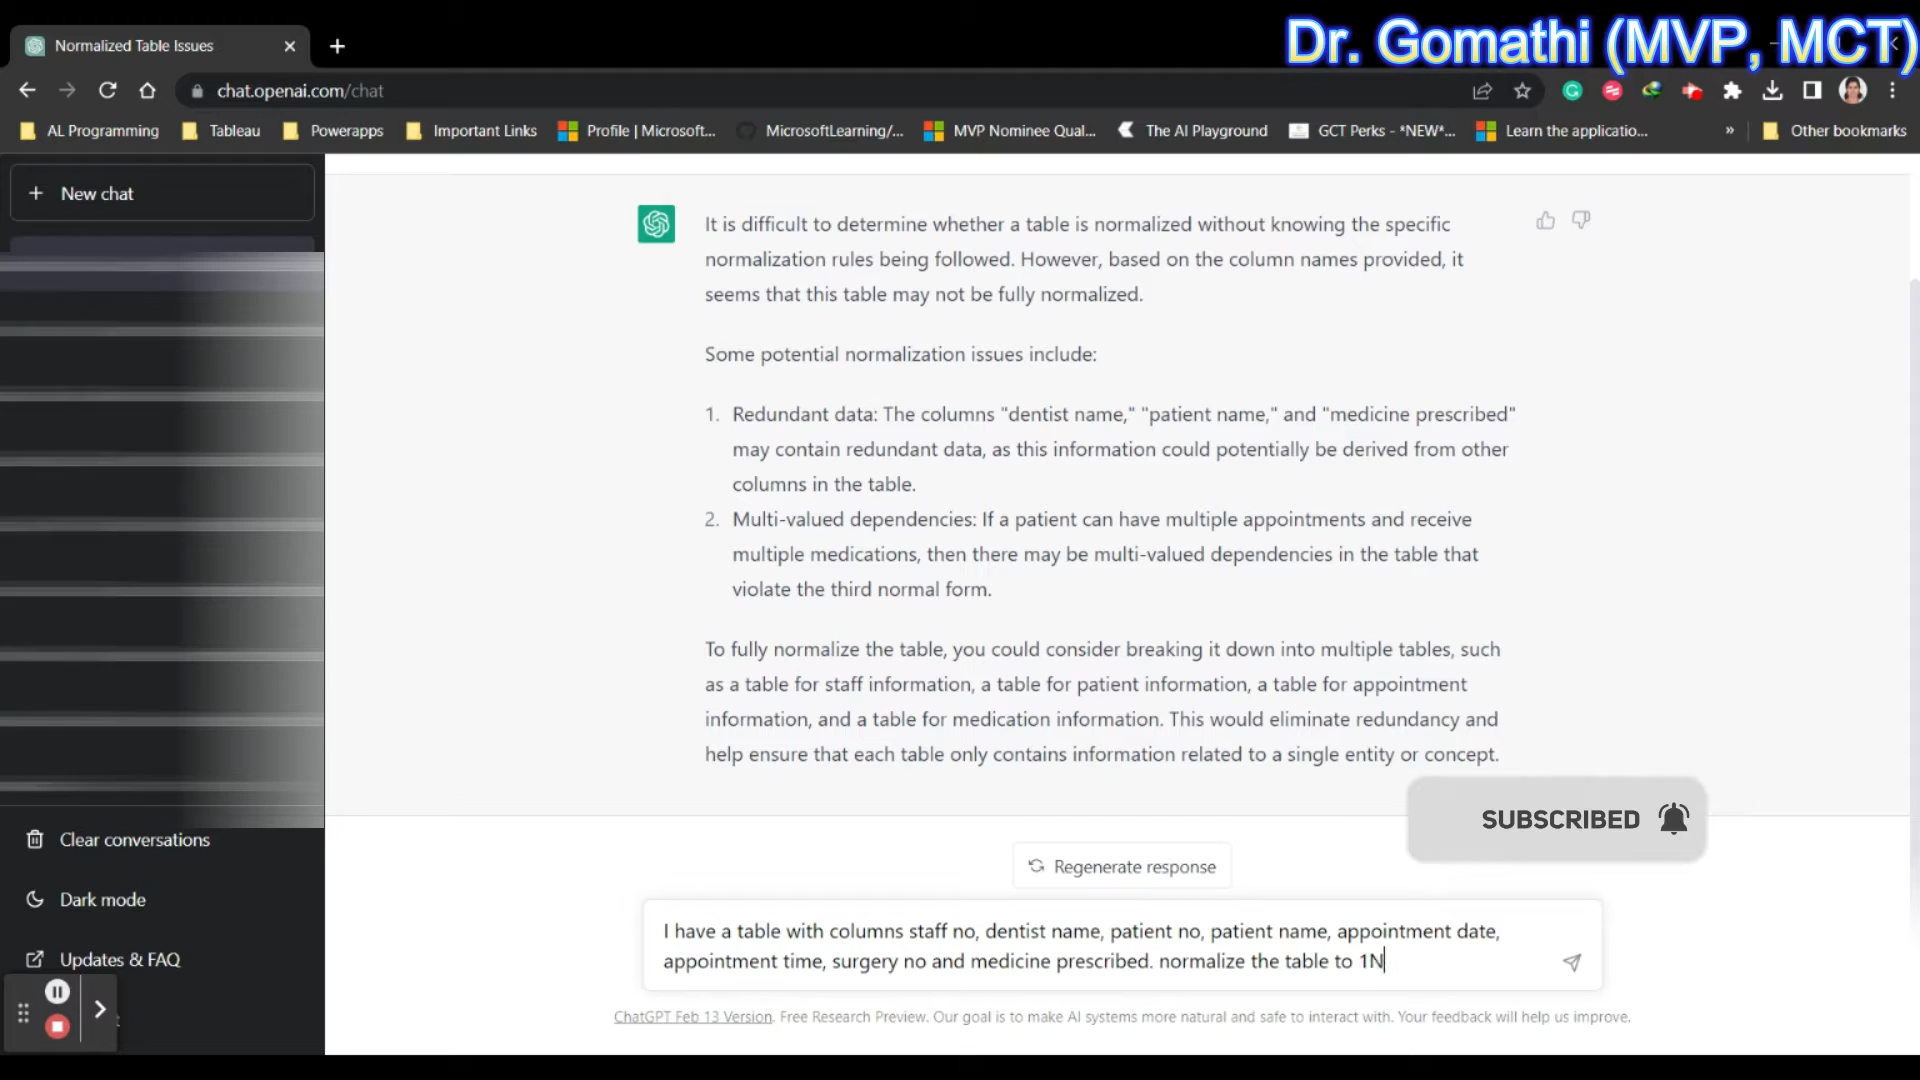 Dr. Gomathi (MVP, MCT)
Normalized Table Issues
chat.openai.com/chat
AL Programming Tableau Powerapps Important Links Profile | Microsoft... MicrosoftLearning/... MVP Nominee Qual... The AI Playground GCT Perks - *NEW*... Learn the applicatio... » Other bookmarks
+ New chat
It is difficult to determine whether a table is normalized without knowing the specific
normalization rules being followed. However, based on the column names provided, it
seems that this table may not be fully normalized.
Some potential normalization issues include:
1. Redundant data: The columns "dentist name," "patient name," and "medicine prescribed"
may contain redundant data, as this information could potentially be derived from other
columns in the table.
2. Multi-valued dependencies: If a patient can have multiple appointments and receive
multiple medications, then there may be multi-valued dependencies in the table that
violate the third normal form.
To fully normalize the table, you could consider breaking it down into multiple tables, such
as a table for staff information, a table for patient information, a table for appointment
information, and a table for medication information. This would eliminate redundancy and
help ensure that each table only contains information related to a single entity or concept.
SUBSCRIBED
Clear conversations
Regenerate response
Dark mode
I have a table with columns staff no, dentist name, patient no, patient name, appointment date,
appointment time, surgery no and medicine prescribed. normalize the table to 1N
Updates & FAQ
ChatGPT Feb 13 Version. Free Research Preview. Our goal is to make AI systems more natural and safe to interact with. Your feedback will help us improve.